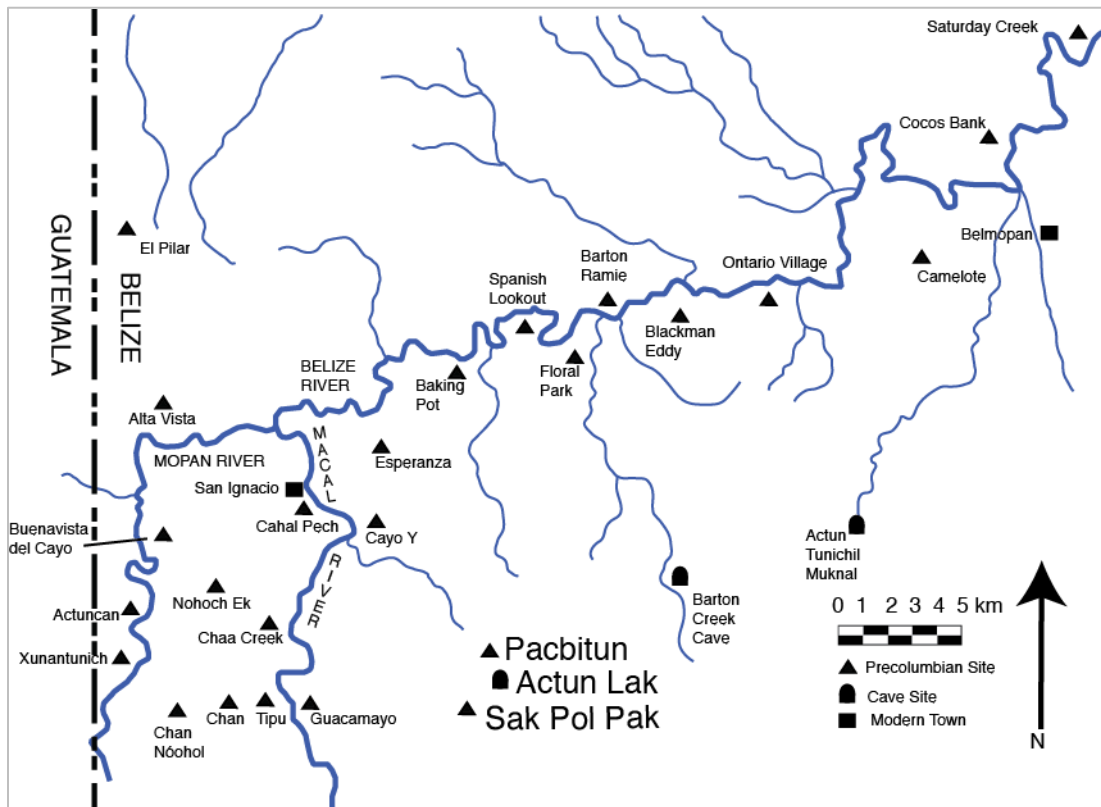 Saturday Creek
Cocos Bank
GUATEMALA
BELIZE
El Pilar
Belmopan
Camelote
Ontario Village
Barton
Ramie
Spanish
Lookout
Blackman
Eddy
Floral
Park
Baking
Pot
BELIZE
RIVER
Alta Vista
MOPAN RIVER
MACAL
RIVER
Esperanza
San Ignacio
Cahal Pech
Cayo Y
Buenavista
del Cayo
Actun
Tunichil
Muknal
Nohoch Ek
Actuncan
Chaa Creek
Barton
Creek
Cave
Xunantunich
Pacbitun
Actun Lak
Sak Pol Pak
Chan
Nóohol
Chan
Tipu
Guacamayo
0 1 2 3 4 5 km
Precolumbian Site
Cave Site
Modern Town
N